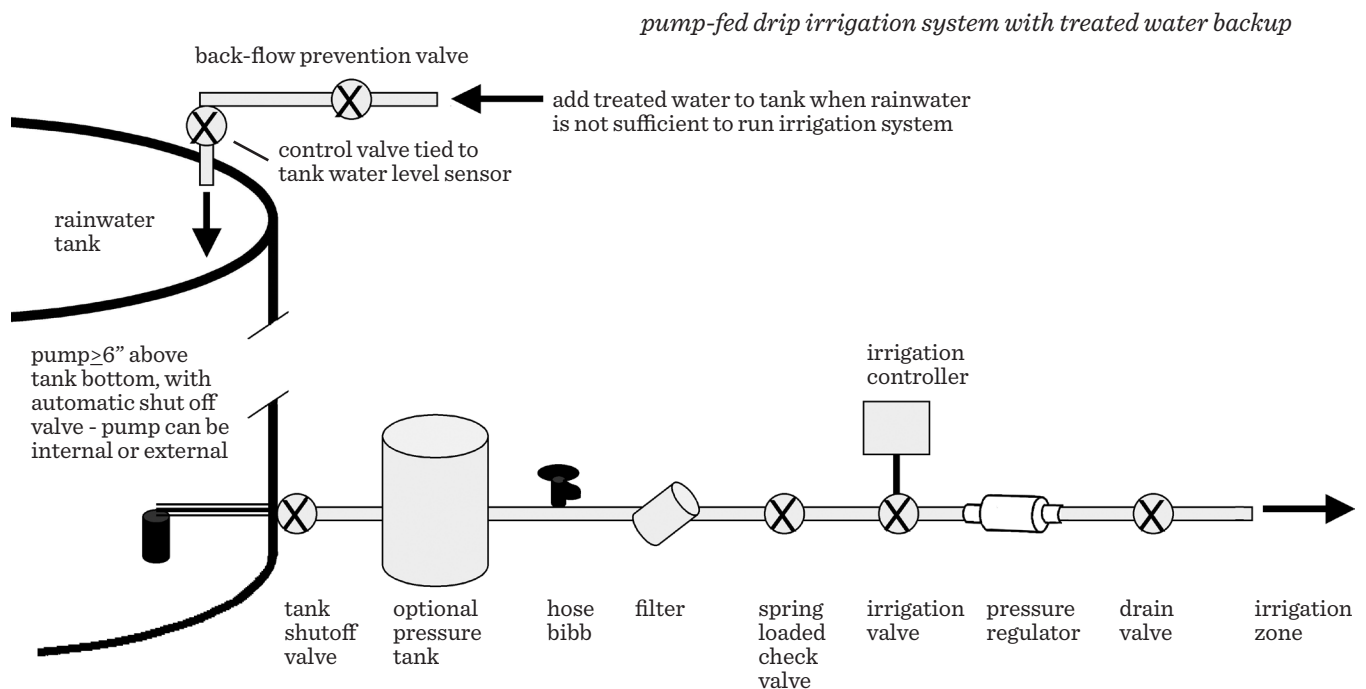 pump-fed drip irrigation system with treated water backup
back-flow prevention valve
add treated water to tank when rainwater
is not sufficient to run irrigation system
control valve tied to
tank water level sensor
rainwater
tank
pump≥6” above
tank bottom, with
automatic shut off
valve - pump can be
internal or external
irrigation
controller
tank
shutoff
valve
optional
pressure
tank
hose
bibb
filter
spring
loaded
check
valve
irrigation
valve
pressure
regulator
drain
valve
irrigation
zone